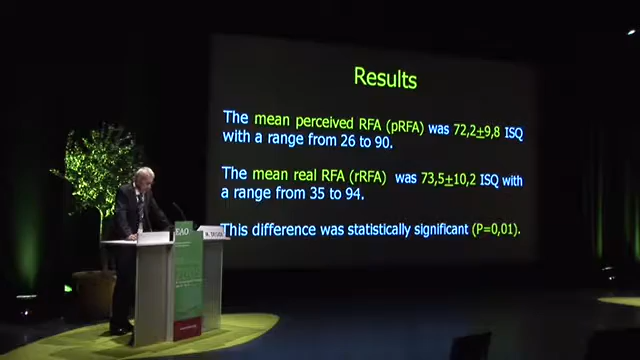 Results
The mean perceived RFA (pRFA) was 72,2±9,8 ISQ
with a range from 26 to 90.
The mean real RFA (rRFA) was 73,5±10,2 ISQ with
a range from 35 to 94.
This difference was statistically significant (P=0,01).
EAO